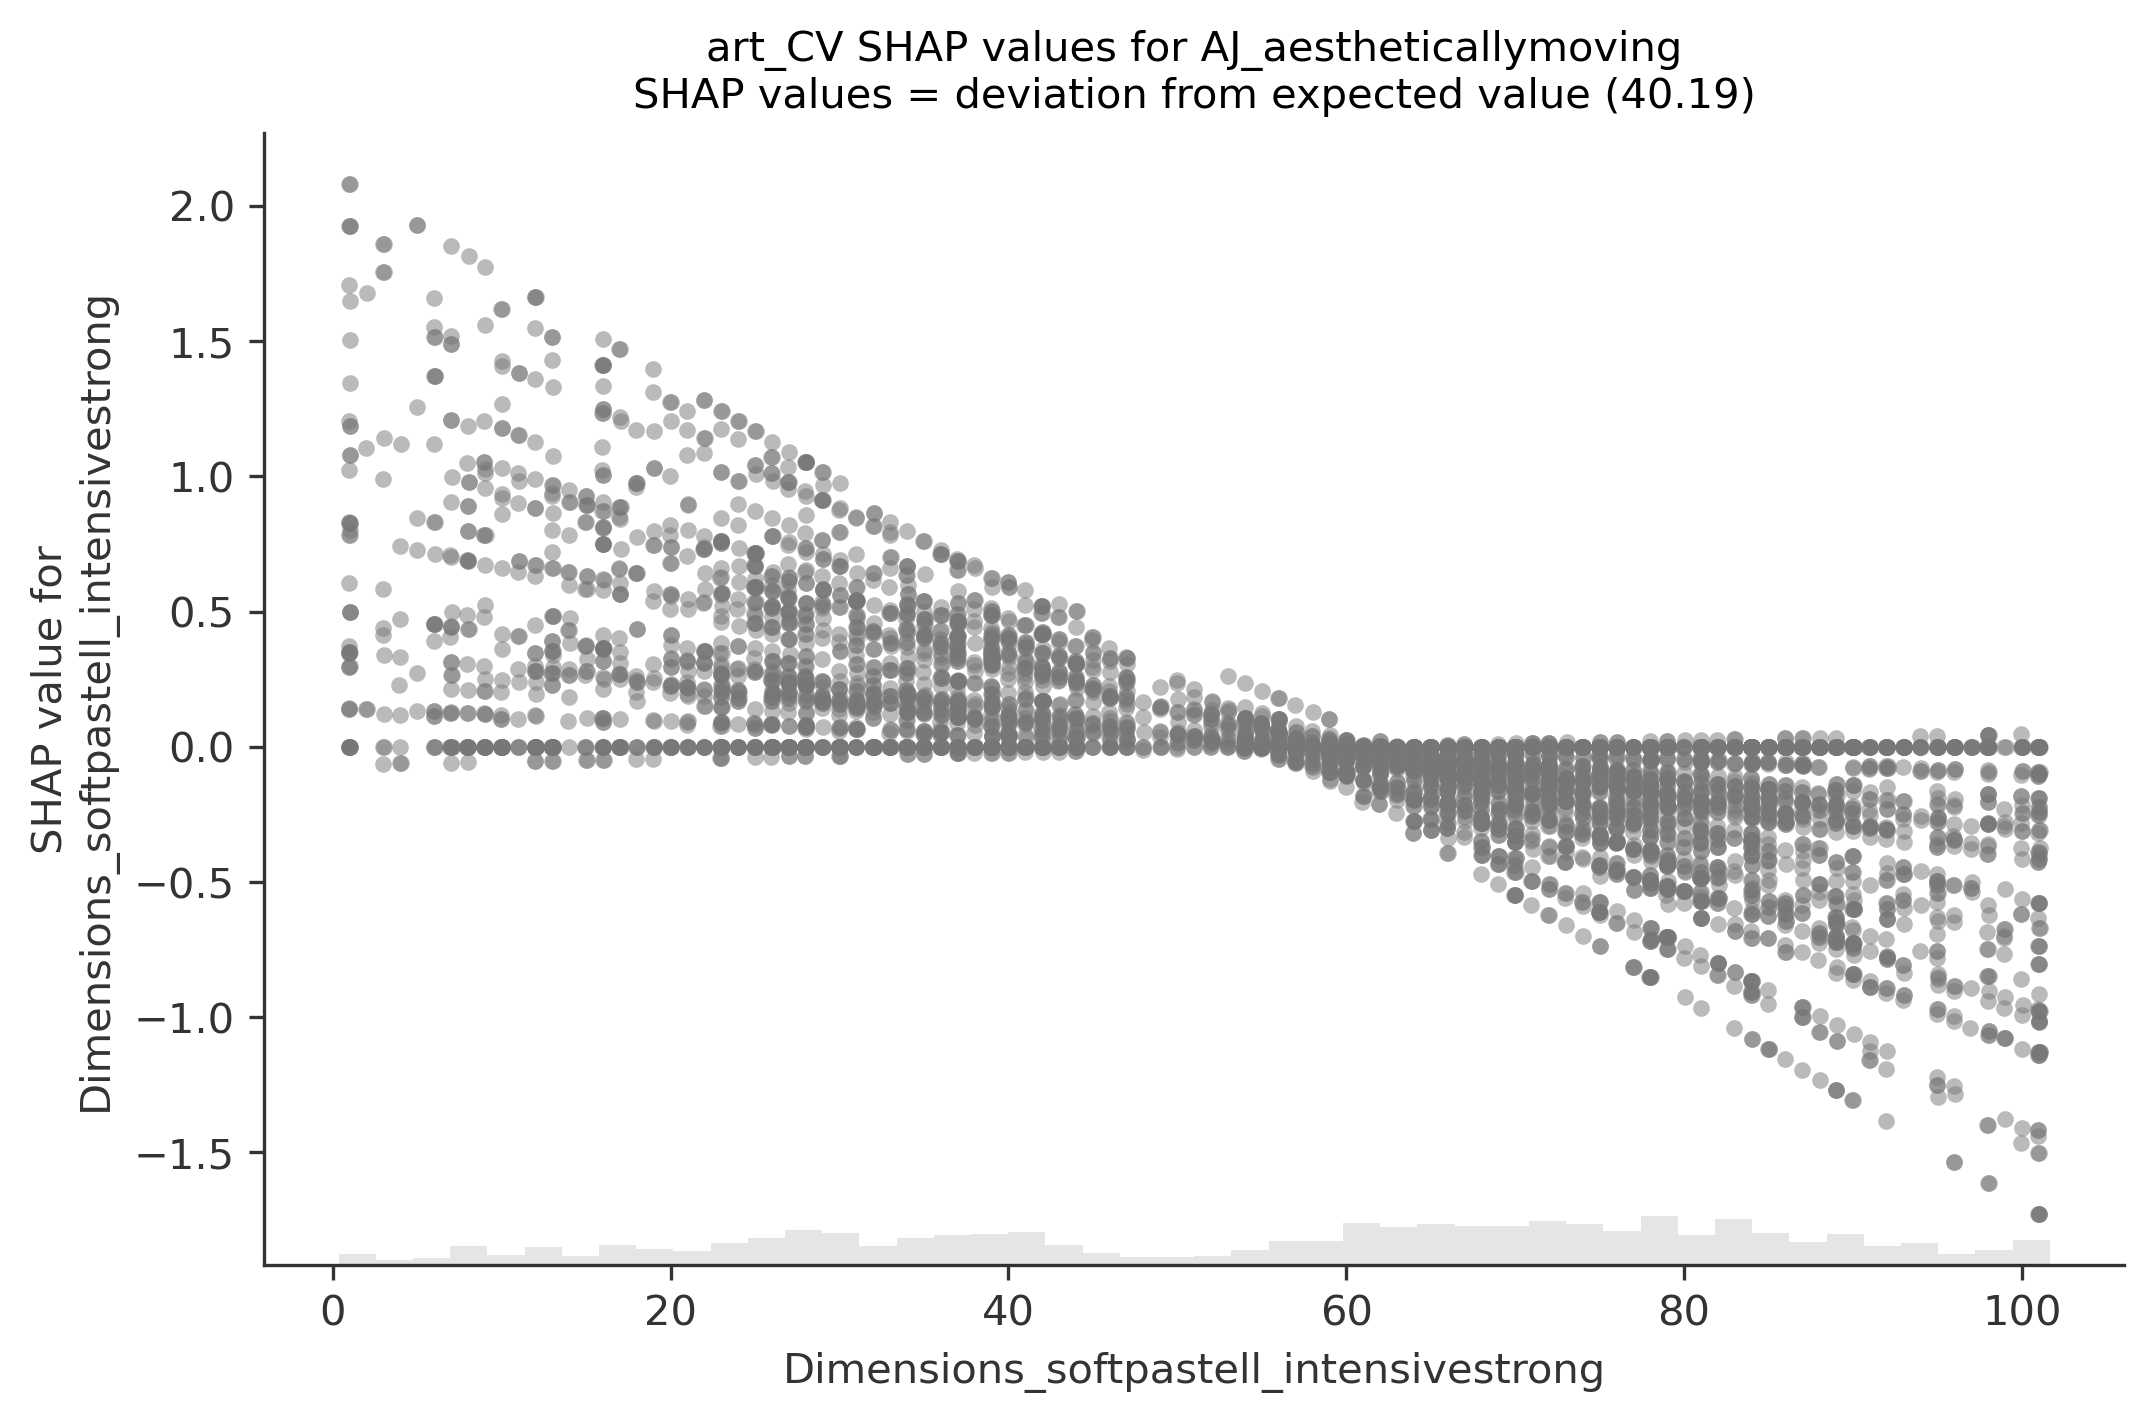 art_CV SHAP values for AJ_aestheticallymoving
SHAP values = deviation from expected value (40.19)
SHAP value for
Dimensions_softpastell_intensivestrong
2.0
1.5
1.0
0.5
0.0
−0.5
−1.0
−1.5
0 20 40 60 80 100
Dimensions_softpastell_intensivestrong